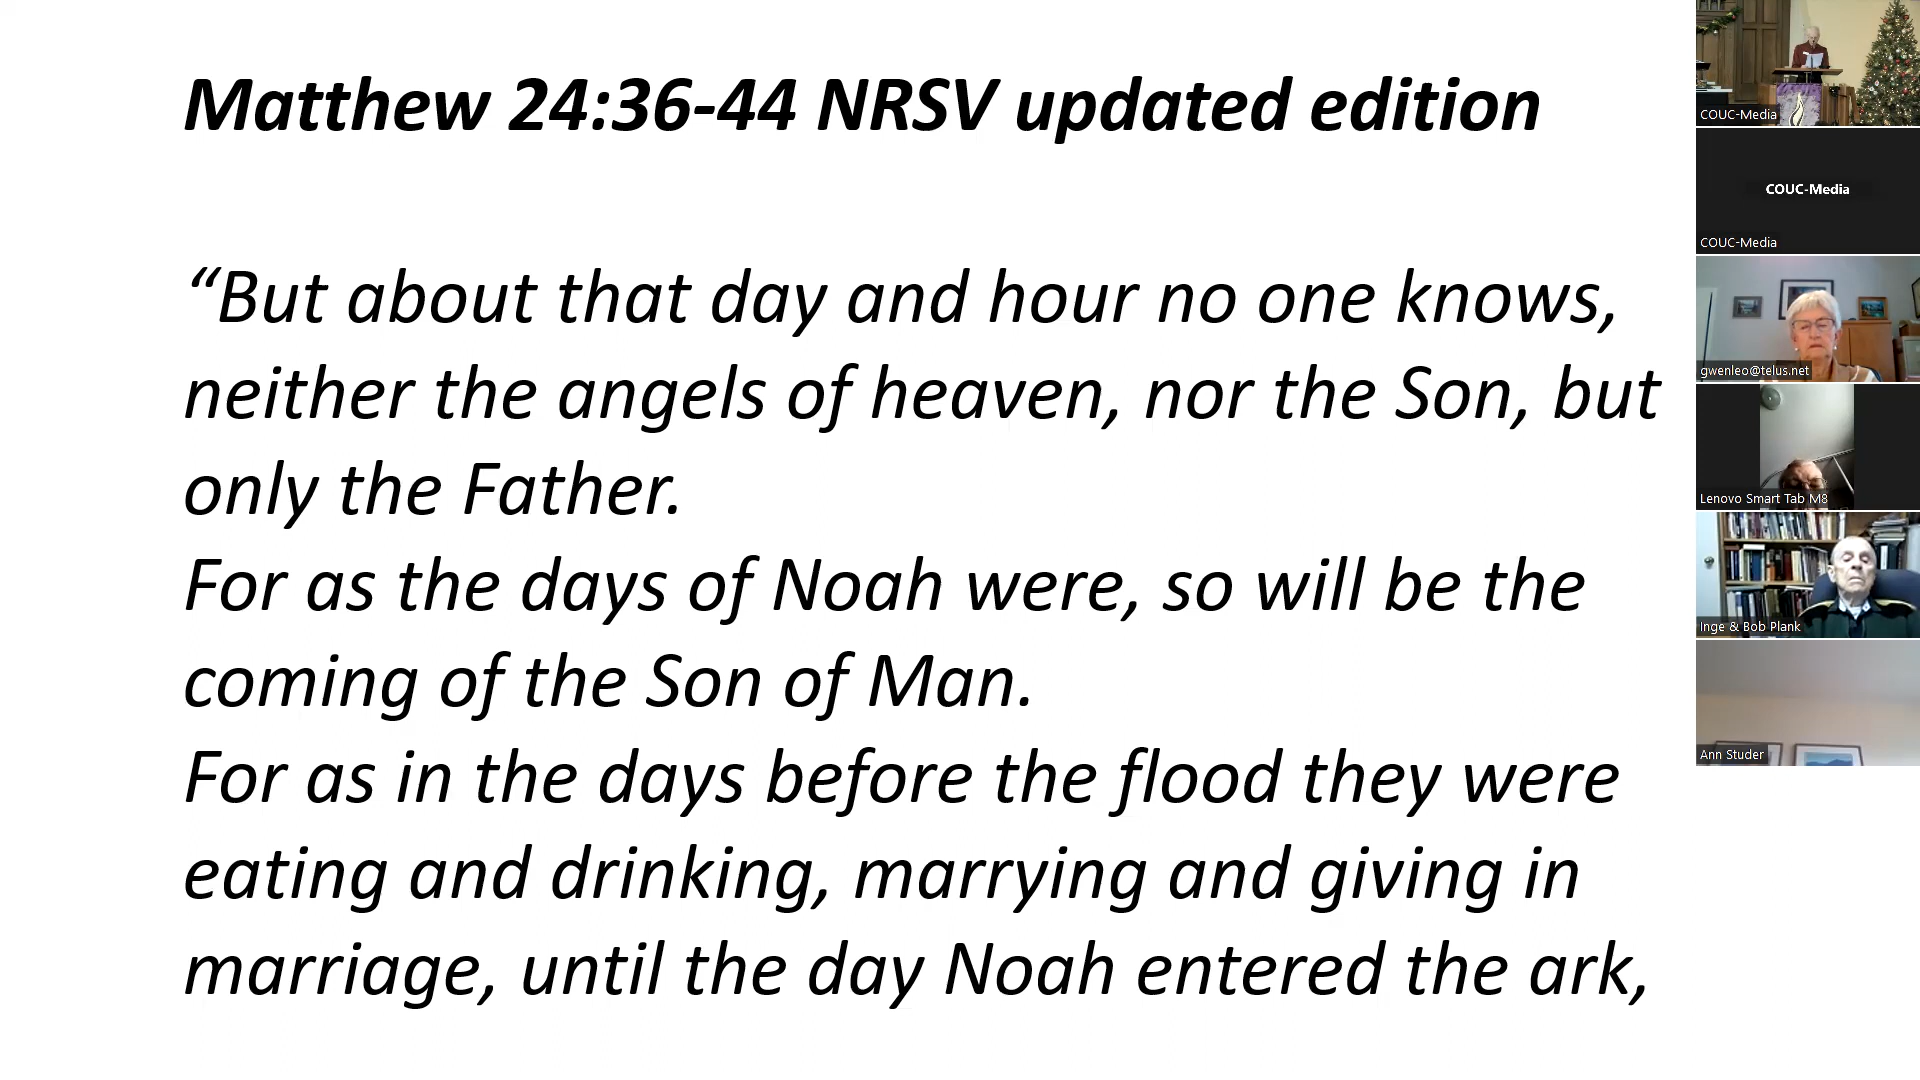 Matthew 24:36-44 NRSV updated edition
“But about that day and hour no one knows,
neither the angels of heaven, nor the Son, but
only the Father.
For as the days of Noah were, so will be the
coming of the Son of Man.
For as in the days before the flood they were
eating and drinking, marrying and giving in
marriage, until the day Noah entered the ark,
COUC-Media
COUC-Media
COUC-Media
gwenleo@telus.net
Lenovo Smart Tab M8
Inge & Bob Plank
Ann Studer